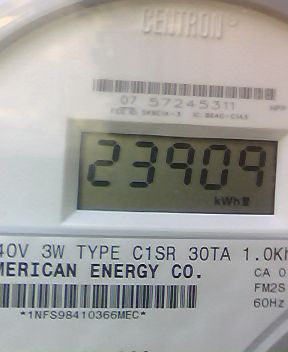 CENTRON®
07 57245311
23909
kWh
40V 3W TYPE C1SR 30TA 1.0Kh
MERICAN ENERGY CO.
CA 0
FM2S
60Hz
*1NFS98410366MEC*